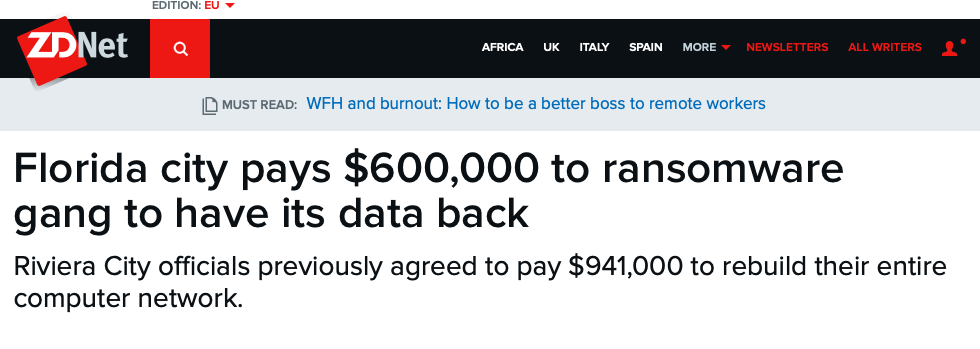 EDITION: EU
ZDNet
AFRICA UK ITALY SPAIN MORE NEWSLETTERS ALL WRITERS
MUST READ: WFH and burnout: How to be a better boss to remote workers
Florida city pays $600,000 to ransomware
gang to have its data back
Riviera City officials previously agreed to pay $941,000 to rebuild their entire
computer network.